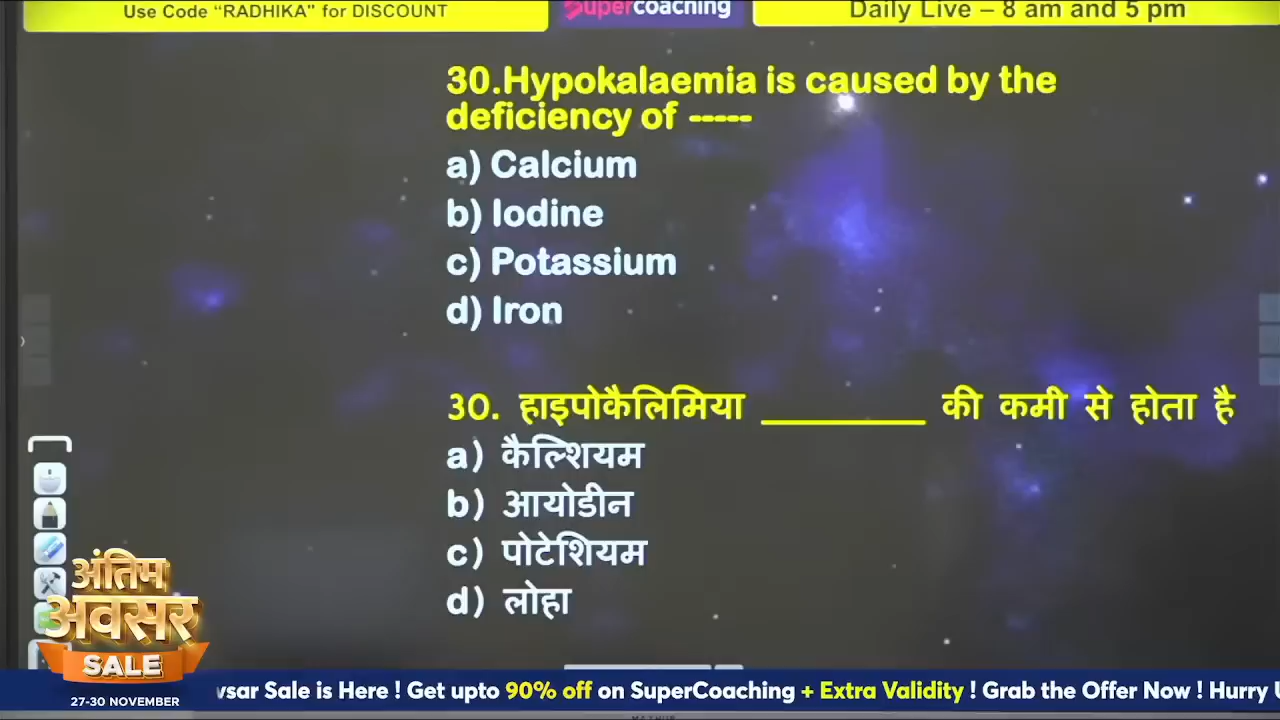 Use Code “RADHIKA” for DISCOUNT
Supercoaching
Daily Live – 8 am and 5 pm
30.Hypokalaemia is caused by the
deficiency of -----
a) Calcium
b) Iodine
c) Potassium
d) Iron
30. हाइपोकैलिमिया ________ की कमी से होता है
a) कैल्शियम
b) आयोडीन
c) पोटेशियम
d) लोहा
अंतिम
अवसर
SALE
27-30 NOVEMBER
Sale is Here ! Get upto 90% off on SuperCoaching + Extra Validity ! Grab the Offer Now ! Hurry